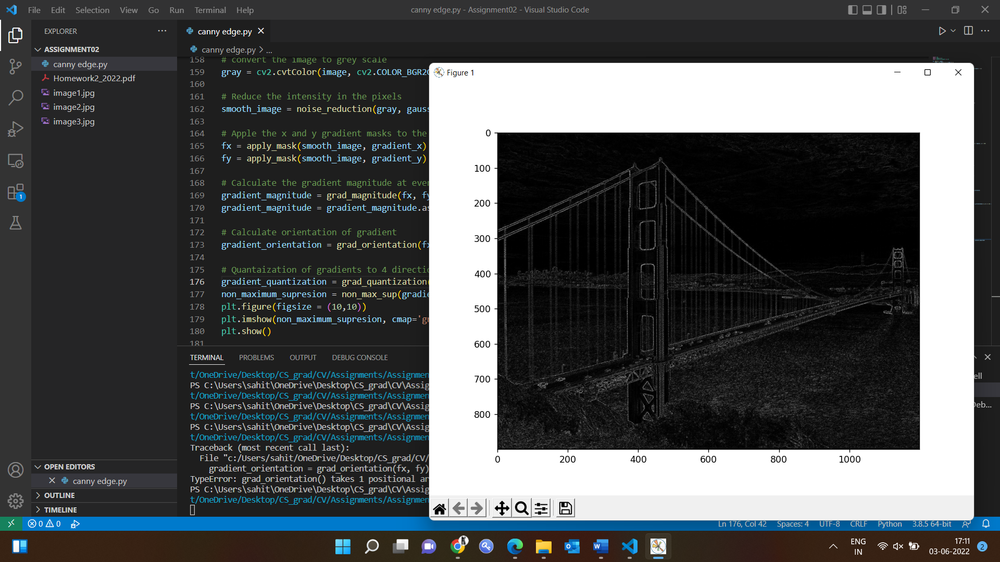 File Edit Selection View Go Run Terminal Help
canny edge.py - Assignment02 - Visual Studio Code
EXPLORER
ASSIGNMENT02
canny edge.py
Homework2_2022.pdf
image1.jpg
image2.jpg
image3.jpg
OPEN EDITORS
canny edge.py
OUTLINE
TIMELINE
1
canny edge.py
canny edge.py > ...
158 # convert the image to grey scale
159 gray = cv2.cvtColor(image, cv2.COLOR_BGR2G
160
161 # Reduce the intensity in the pixels
162 smooth_image = noise_reduction(gray, gauss
163
164 # Apple the x and y gradient masks to the
165 fx = apply_mask(smooth_image, gradient_x)
166 fy = apply_mask(smooth_image, gradient_y)
167
168 # Calculate the gradient magnitude at ever
169 gradient_magnitude = grad_magnitude(fx, fy
170 gradient_magnitude = gradient_magnitude.as
171
172 # Calculate orientation of gradient
173 gradient_orientation = grad_orientation(fx
174
175 # Quantaization of gradients to 4 directio
176 gradient_quantization = grad_quantization(
177 non_maximum_supresion = non_max_sup(gradie
178 plt.figure(figsize = (10,10))
179 plt.imshow(non_maximum_supresion, cmap='gr
180 plt.show()
181
TERMINAL PROBLEMS OUTPUT DEBUG CONSOLE
t/OneDrive/Desktop/CS_grad/CV/Assignments/Assignmen
PS C:\Users\sahit\OneDrive\Desktop\CS_grad\CV\Assig
t/OneDrive/Desktop/CS_grad/CV/Assignments/Assignmen
PS C:\Users\sahit\OneDrive\Desktop\CS_grad\CV\Assig
t/OneDrive/Desktop/CS_grad/CV/Assignments/Assignmen
PS C:\Users\sahit\OneDrive\Desktop\CS_grad\CV\Assig
t/OneDrive/Desktop/CS_grad/CV/Assignments/Assignmen
Traceback (most recent call last):
File "c:/Users/sahit/OneDrive/Desktop/CS_grad/CV/
gradient_orientation = grad_orientation(fx, fy)
TypeError: grad_orientation() takes 1 positional ar
PS C:\Users\sahit\OneDrive\Desktop\CS_grad\CV\Assig
t/OneDrive/Desktop/CS_grad/CV/Assignments/Assignmen
ell
Deb...
Figure 1
0
100
200
300
400
500
600
700
800
0 200 400 600 800 1000
0 0
Ln 176, Col 42 Spaces: 4 UTF-8 CRLF Python 3.8.5 64-bit
ENG
IN
17:11
03-06-2022
2